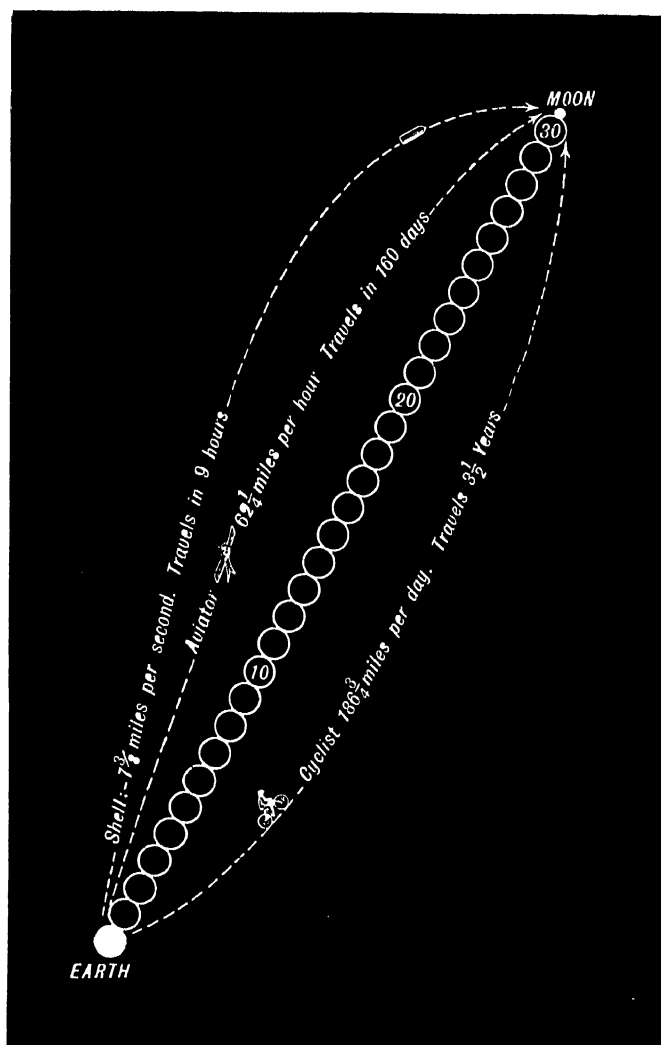 MOON
30
20
10
Shell:-7⅜ miles per second. Travels in 9 hours
Aviator 62¼ miles per hour Travels in 160 days
Cyclist 186¾ miles per day. Travels 3½ Years
EARTH